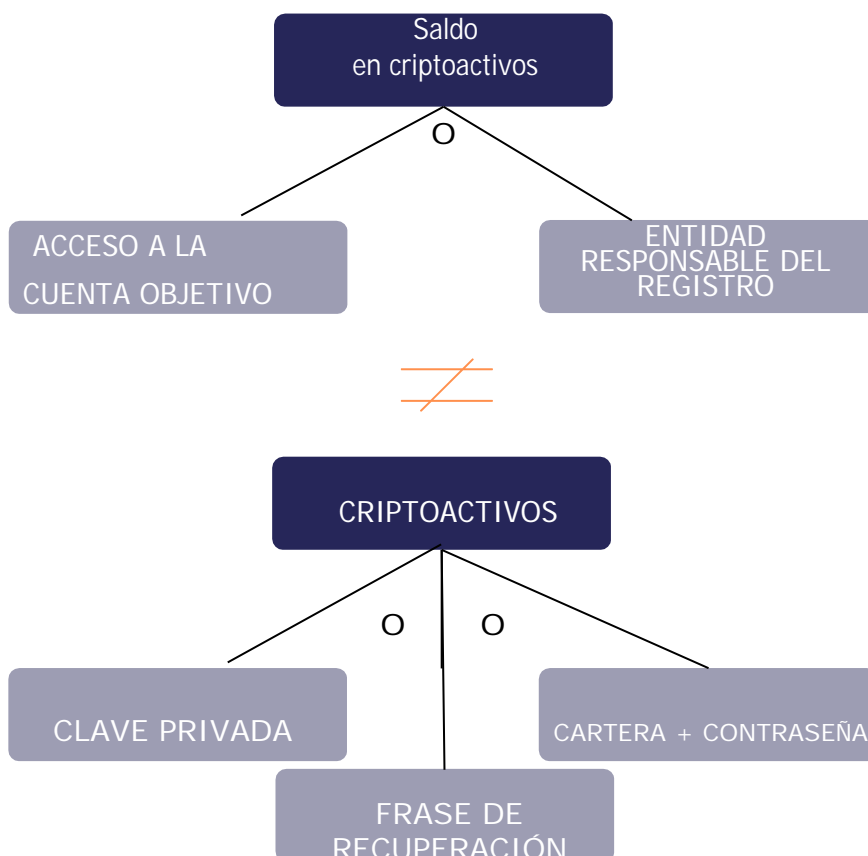 Saldo
en criptoactivos
O
ACCESO A LA
CUENTA OBJETIVO
ENTIDAD
RESPONSABLE DEL
REGISTRO
CRIPTOACTIVOS
O
O
CLAVE PRIVADA
CARTERA + CONTRASEÑA
FRASE DE
RECUPERACIÓN